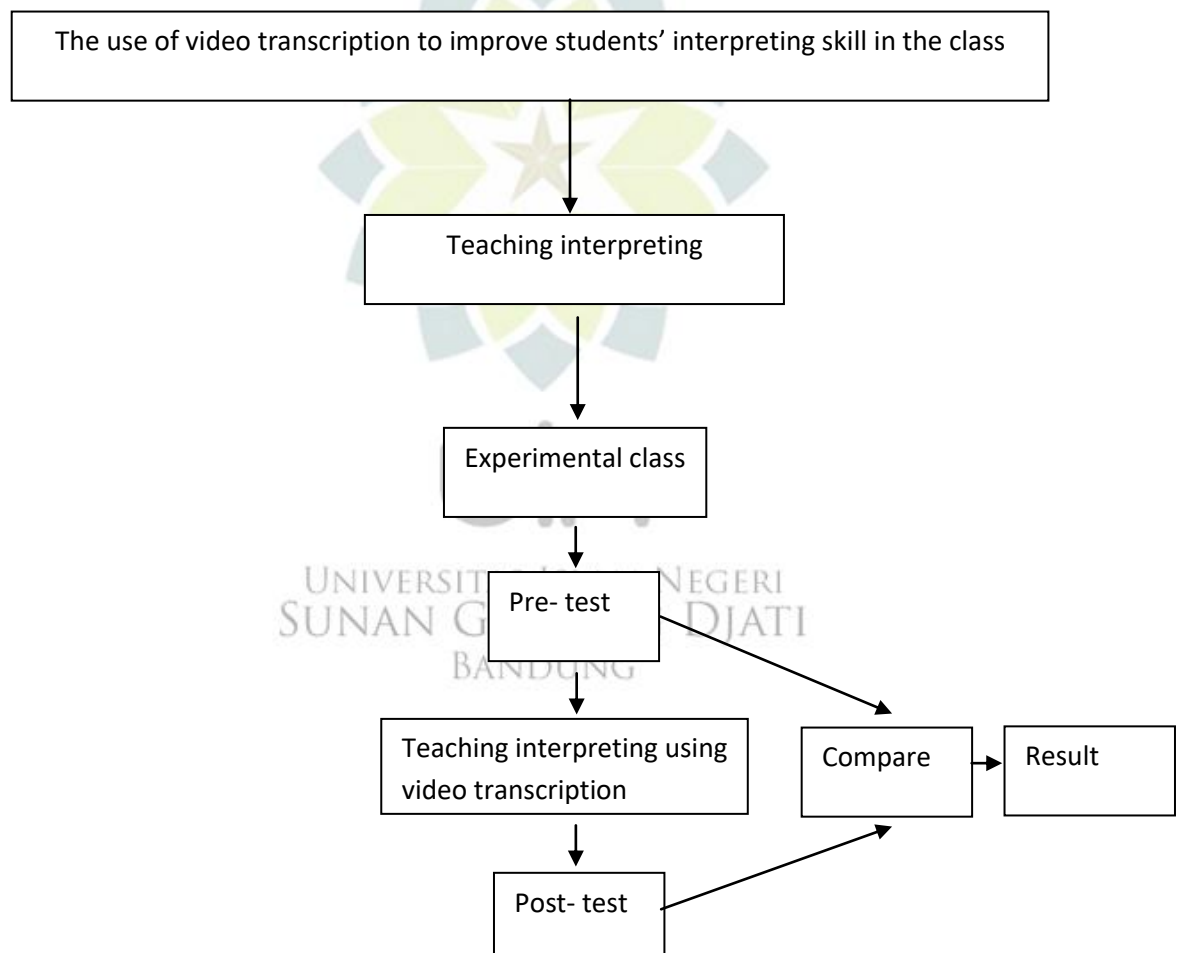 The use of video transcription to improve students’ interpreting skill in the class
Teaching interpreting
Experimental class
UNIVERSIT NEGERI
Pre- test
SUNAN G DJATI
BANDUNG
Teaching interpreting using
video transcription
Compare
Result
Post- test